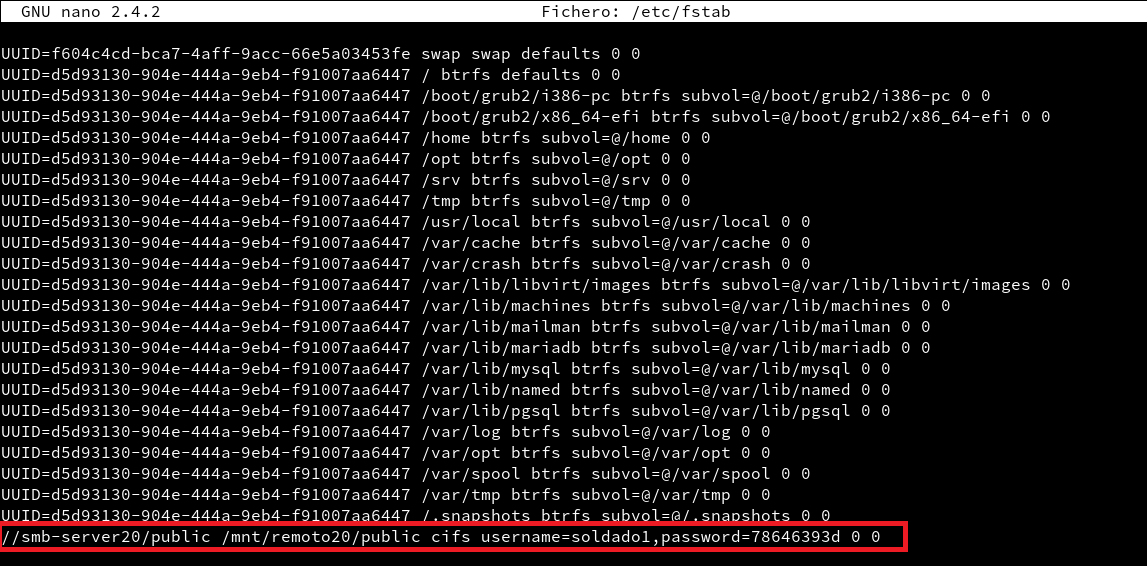 GNU nano 2.4.2 Fichero: /etc/fstab
UUID=f604c4cd-bca7-4aff-9acc-66e5a03453fe swap swap defaults 0 0
UUID=d5d93130-904e-444a-9eb4-f91007aa6447 / btrfs defaults 0 0
UUID=d5d93130-904e-444a-9eb4-f91007aa6447 /boot/grub2/i386-pc btrfs subvol=@/boot/grub2/i386-pc 0 0
UUID=d5d93130-904e-444a-9eb4-f91007aa6447 /boot/grub2/x86_64-efi btrfs subvol=@/boot/grub2/x86_64-efi 0 0
UUID=d5d93130-904e-444a-9eb4-f91007aa6447 /home btrfs subvol=@/home 0 0
UUID=d5d93130-904e-444a-9eb4-f91007aa6447 /opt btrfs subvol=@/opt 0 0
UUID=d5d93130-904e-444a-9eb4-f91007aa6447 /srv btrfs subvol=@/srv 0 0
UUID=d5d93130-904e-444a-9eb4-f91007aa6447 /tmp btrfs subvol=@/tmp 0 0
UUID=d5d93130-904e-444a-9eb4-f91007aa6447 /usr/local btrfs subvol=@/usr/local 0 0
UUID=d5d93130-904e-444a-9eb4-f91007aa6447 /var/cache btrfs subvol=@/var/cache 0 0
UUID=d5d93130-904e-444a-9eb4-f91007aa6447 /var/crash btrfs subvol=@/var/crash 0 0
UUID=d5d93130-904e-444a-9eb4-f91007aa6447 /var/lib/libvirt/images btrfs subvol=@/var/lib/libvirt/images 0 0
UUID=d5d93130-904e-444a-9eb4-f91007aa6447 /var/lib/machines btrfs subvol=@/var/lib/machines 0 0
UUID=d5d93130-904e-444a-9eb4-f91007aa6447 /var/lib/mailman btrfs subvol=@/var/lib/mailman 0 0
UUID=d5d93130-904e-444a-9eb4-f91007aa6447 /var/lib/mariadb btrfs subvol=@/var/lib/mariadb 0 0
UUID=d5d93130-904e-444a-9eb4-f91007aa6447 /var/lib/mysql btrfs subvol=@/var/lib/mysql 0 0
UUID=d5d93130-904e-444a-9eb4-f91007aa6447 /var/lib/named btrfs subvol=@/var/lib/named 0 0
UUID=d5d93130-904e-444a-9eb4-f91007aa6447 /var/lib/pgsql btrfs subvol=@/var/lib/pgsql 0 0
UUID=d5d93130-904e-444a-9eb4-f91007aa6447 /var/log btrfs subvol=@/var/log 0 0
UUID=d5d93130-904e-444a-9eb4-f91007aa6447 /var/opt btrfs subvol=@/var/opt 0 0
UUID=d5d93130-904e-444a-9eb4-f91007aa6447 /var/spool btrfs subvol=@/var/spool 0 0
UUID=d5d93130-904e-444a-9eb4-f91007aa6447 /var/tmp btrfs subvol=@/var/tmp 0 0
UUID=d5d93130-904e-444a-9eb4-f91007aa6447 /.snapshots btrfs subvol=@/.snapshots 0 0
//smb-server20/public /mnt/remoto20/public cifs username=soldado1,password=78646393d 0 0